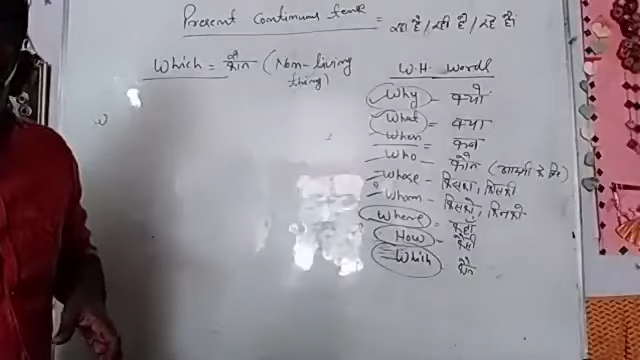 Present Continuous tense = रहा है / रही है / रहे हैं
Which = कौन (Non-living thing)
W.H. Words
Why - क्यों
What = क्या
When = कब
Who - कौन
Whose - किसका, किसकी
Whom - किसको, किनको
Where = कहाँ
How - कैसे
Which - कौन